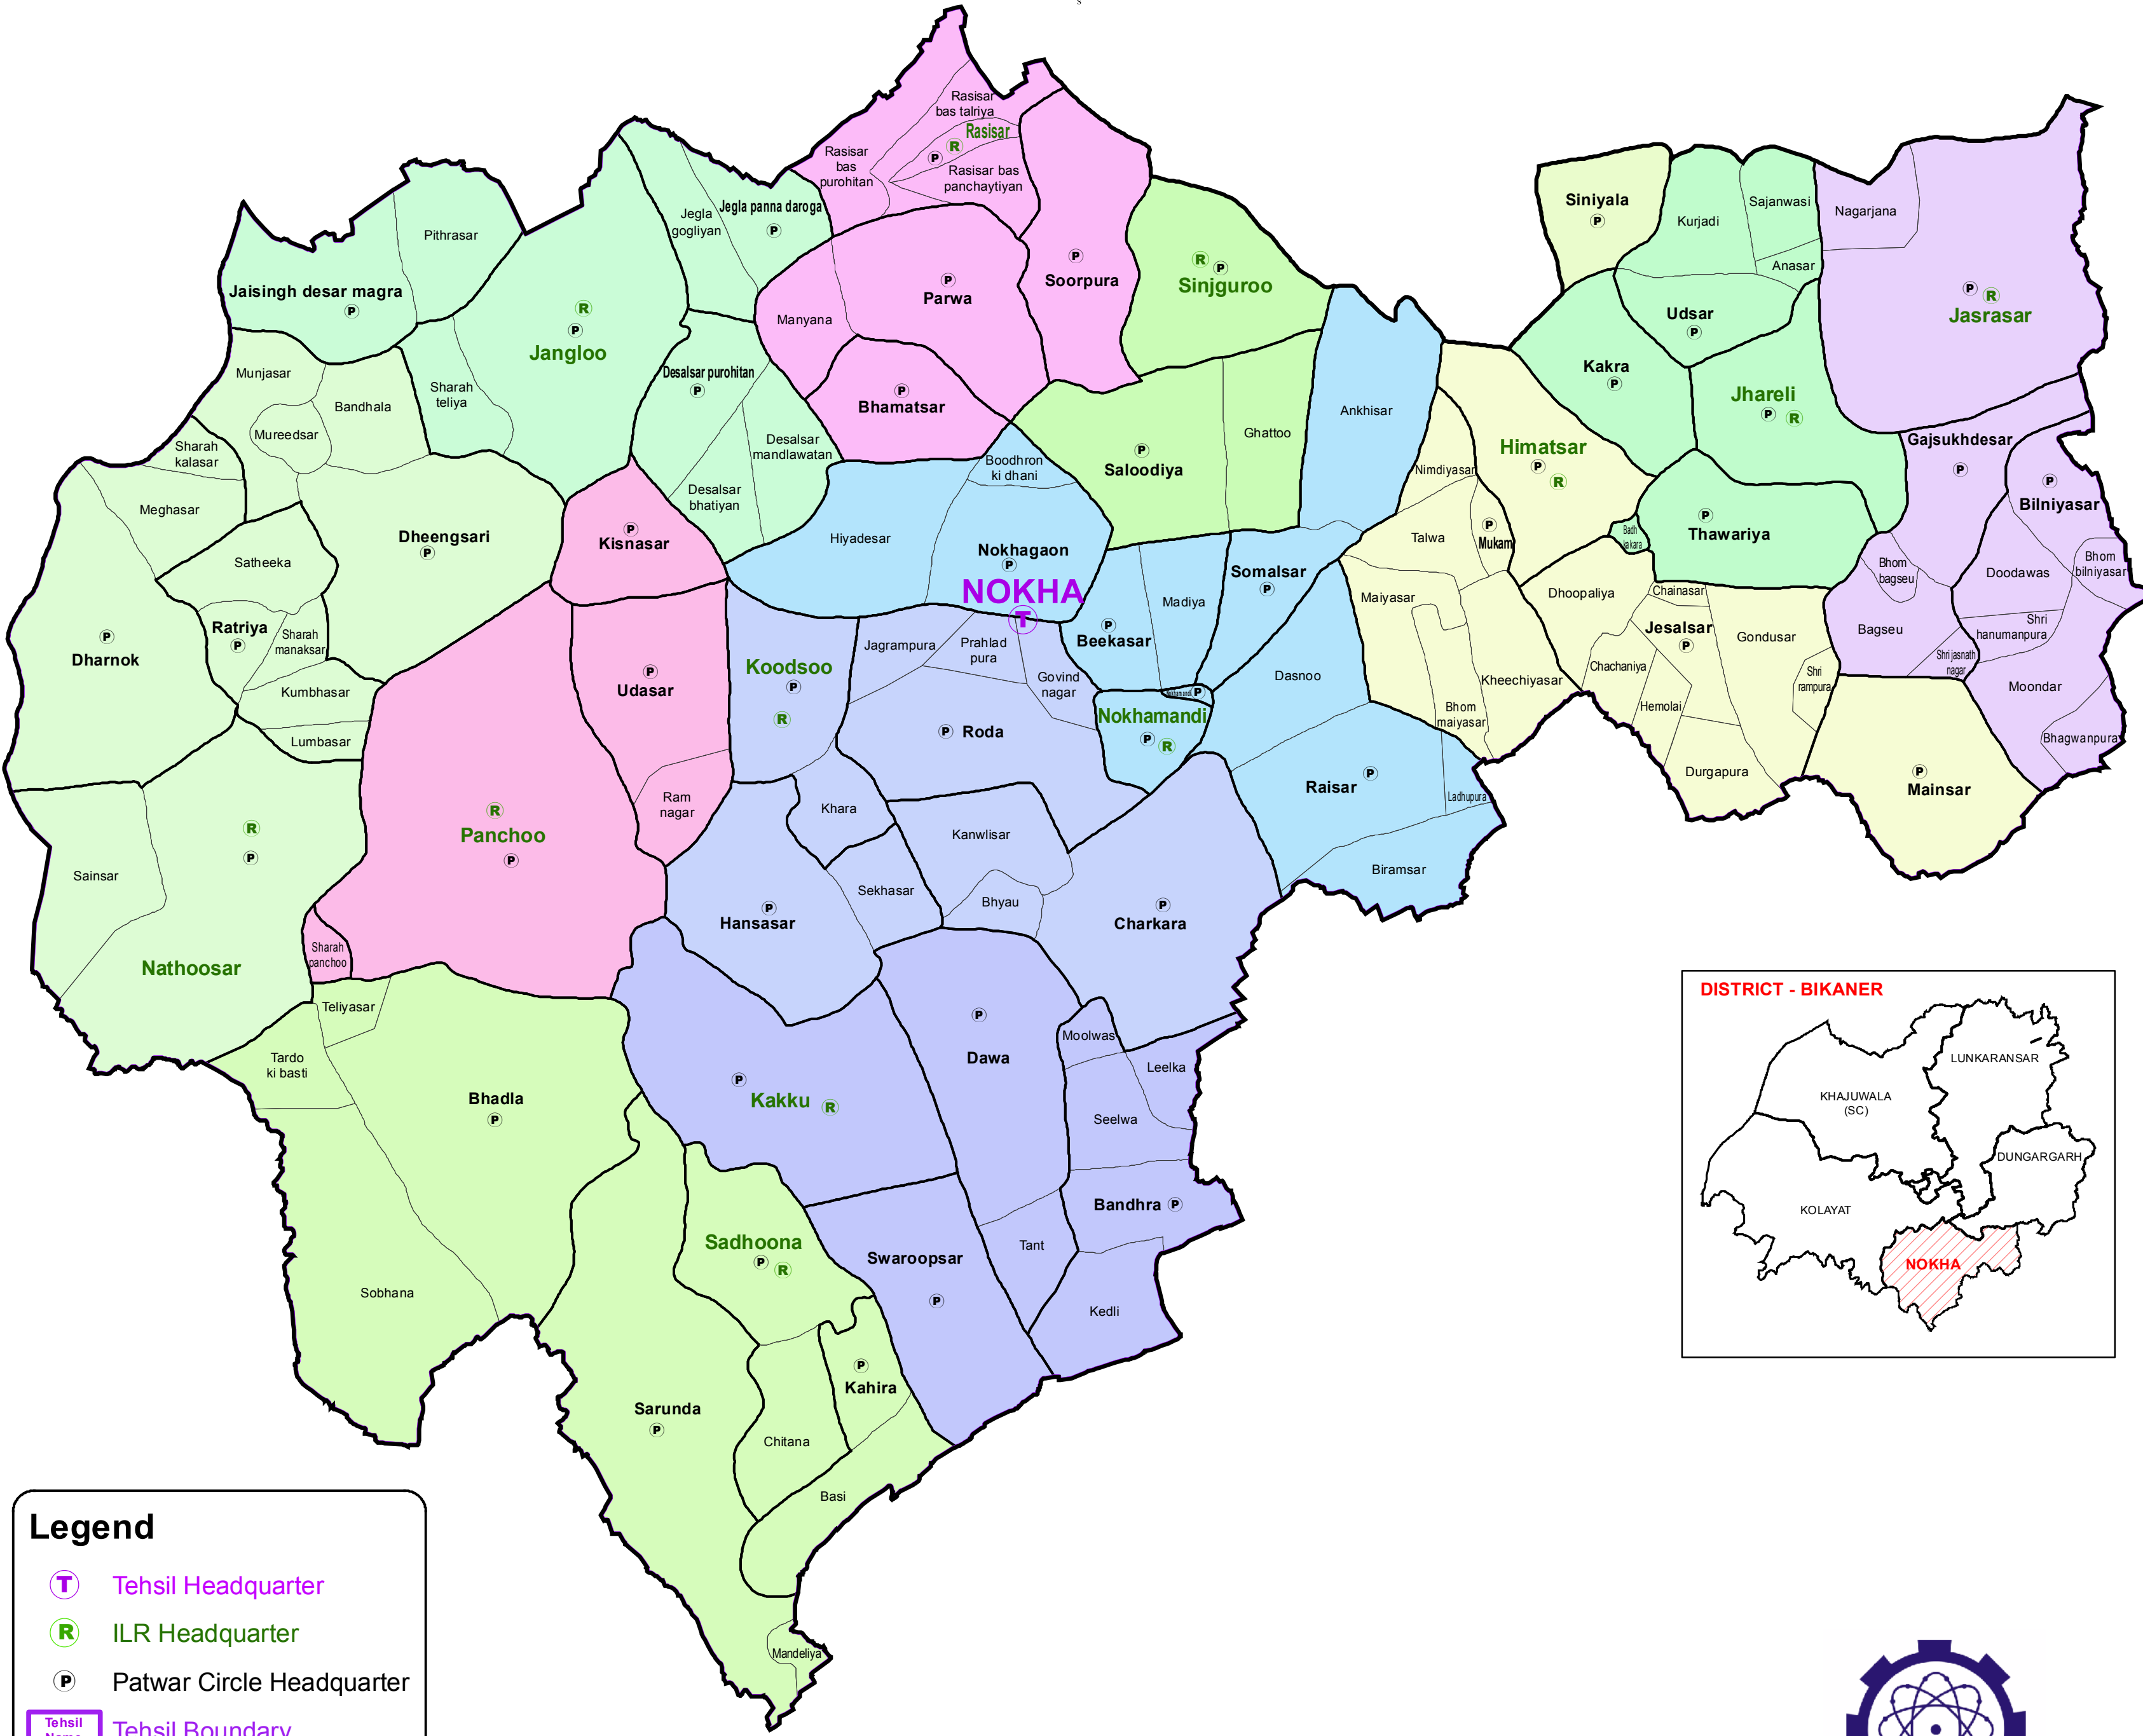 s
Rasisar
bas talriya
Rasisar
R
P
Rasisar
bas
purohitan
Rasisar bas
panchaytiyan
Siniyala
P
Kurjadi
Sajanwasi
Nagarjana
Anasar
Pithrasar
Jegla
gogliyan
Jegla panna daroga
P
Jaisingh desar magra
P
R
P
Jangloo
Manyana
P
Parwa
P
Soorpura
R
P
Sinjguroo
Udsar
P
P
R
Jasrasar
Munjasar
Bandhala
Mureedsar
Sharah
teliya
Sharah
kalasar
Desalsar purohitan
P
Desalsar
mandlawatan
Desalsar
bhatiyan
P
Bhamatsar
P
Saloodiya
Ghattoo
Ankhisar
Kakra
P
Jhareli
P
R
Himatsar
P
R
Nimdiyasar
Gajsukhdesar
P
P
Bilniyasar
Meghasar
Dheengsari
P
Satheeka
P
Kisnasar
Boodhron
ki dhani
Hiyadesar
Nokhagaon
P
NOKHA
T
Talwa
P
Mukam
P
Thawariya
Badh
Bhom
bagseu
Doodawas
Bhom
bilniyasar
Somalsar
P
Madiya
P
Beekasar
Maiyasar
Dhoopaliya
Chainasar
Jesalsar
P
Gondusar
Bagseu
Shri
hanumanpura
Shri jasnath
nagar
P
Dharnok
Ratriya
P
Sharah
manaksar
Kumbhasar
Lumbasar
P
Udasar
Koodsoo
P
R
Jagrampura
Prahlad
pura
Govind
nagar
P
Roda
P
Nokhamandi
P
R
Dasnoo
Kheechiyasar
Bhom
maiyasar
Chachaniya
Hemolai
Shri
rampura
Durgapura
Moondar
Bhagwanpura
P
Mainsar
R
P
Nathoosar
Sainsar
R
Panchoo
P
Ram
nagar
Khara
Kanwlisar
Sekhasar
Bhyau
P
Raisar
Ladhupura
Biramsar
P
Hansasar
P
Charkara
Sharah
panchoo
Teliyasar
Tardo
ki basti
Bhadla
P
Sobhana
P
Kakku
R
P
Dawa
Moolwas
Leelka
Seelwa
Bandhra
P
Tant
Kedli
Sadhoona
P
R
Swaroopsar
P
P
Kahira
Sarunda
P
Chitana
Basi
Mandeliya
DISTRICT - BIKANER
LUNKARANSAR
KHAJUWALA
(SC)
DUNGARGARH
KOLAYAT
NOKHA
Legend
T Tehsil Headquarter
R ILR Headquarter
P Patwar Circle Headquarter
Tehsil
Tehsil Boundary